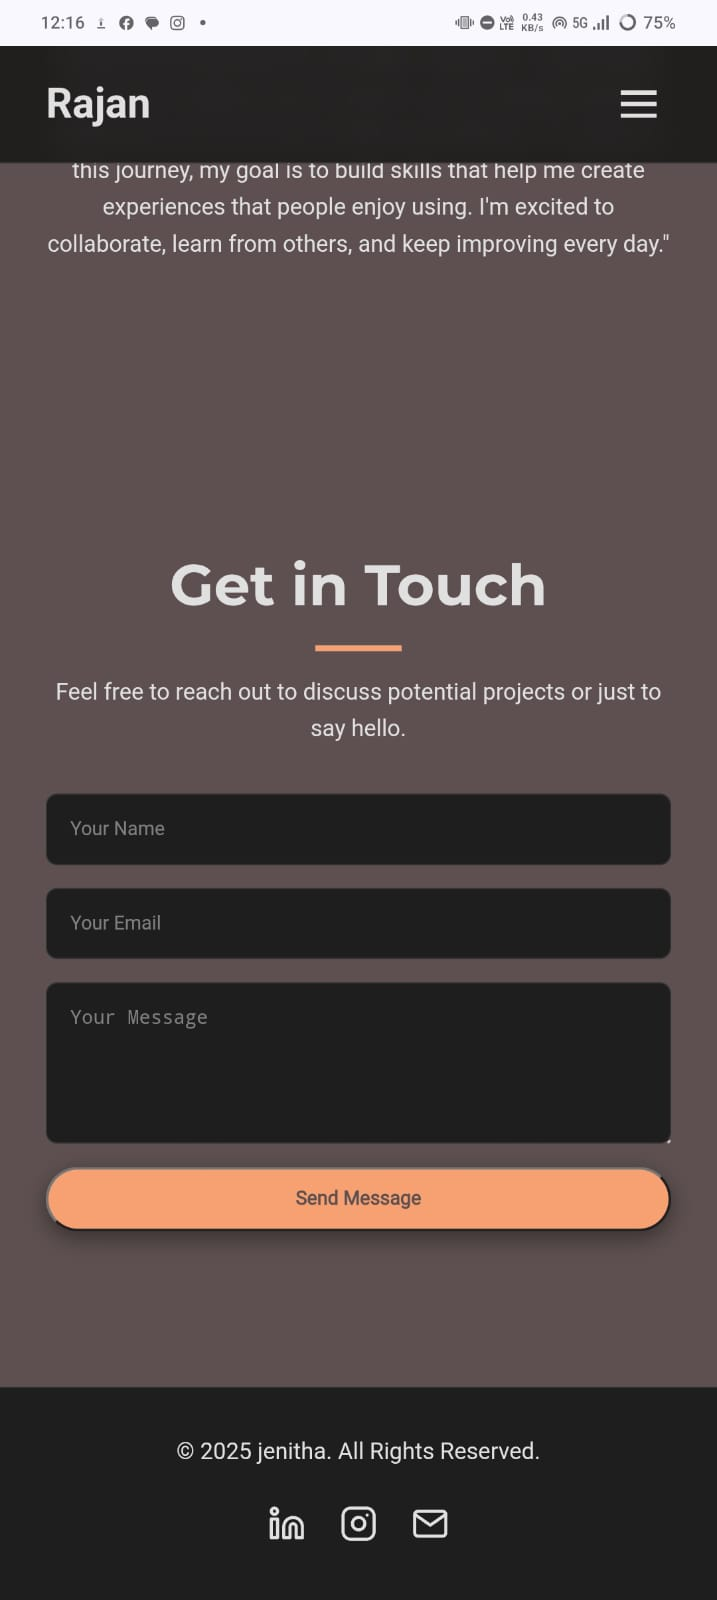 12:16
Vo) LTE
0.43 KB/s
5G
75%
Rajan
this journey, my goal is to build skills that help me create
experiences that people enjoy using. I'm excited to
collaborate, learn from others, and keep improving every day."
Get in Touch
Feel free to reach out to discuss potential projects or just to
say hello.
Your Name
Your Email
Your Message
Send Message
© 2025 jenitha. All Rights Reserved.